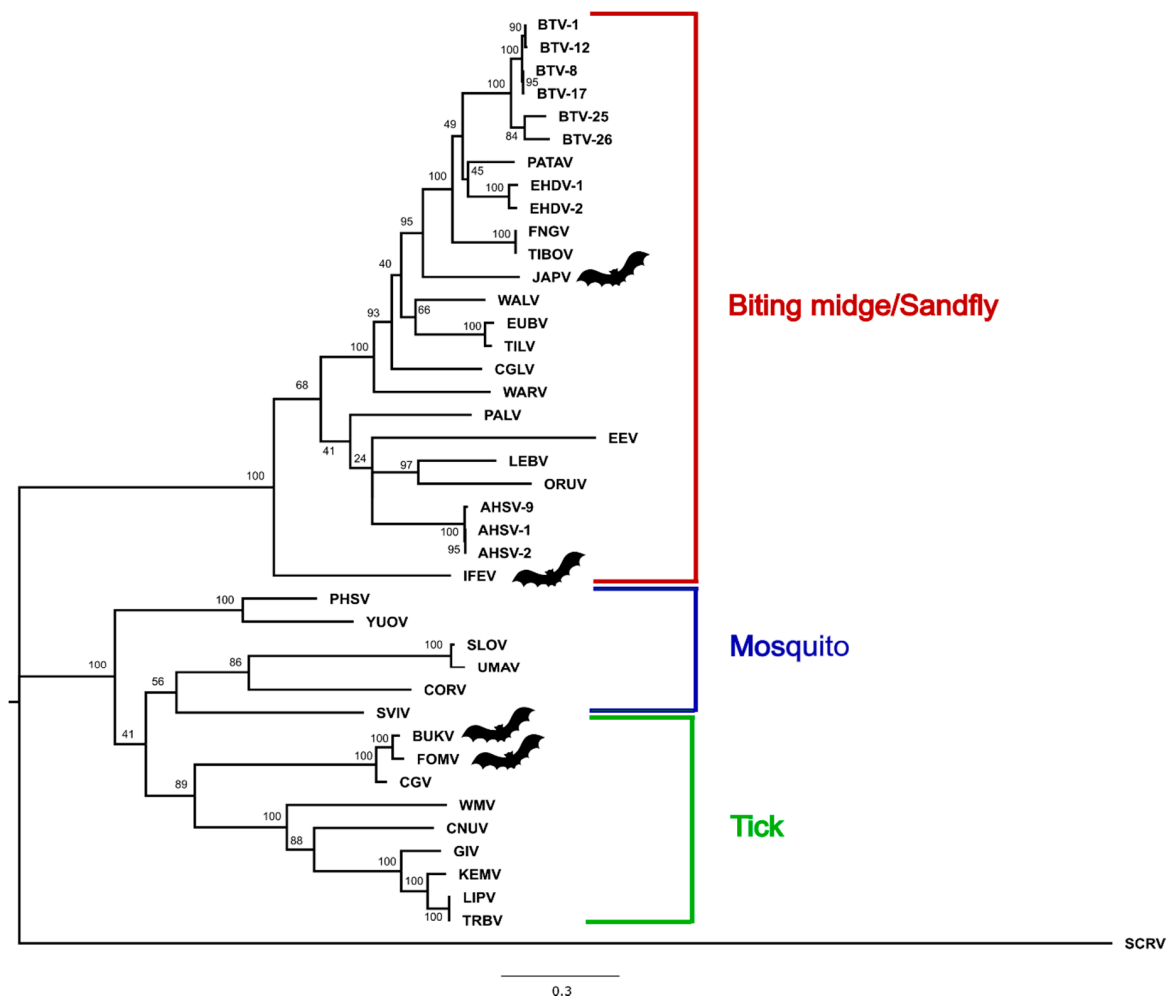 BTV-1
90
BTV-12
100
BTV-8
95
BTV-17
100
BTV-25
84
BTV-26
49
PATAV
45
EHDV-1
100
EHDV-2
100
FNGV
100
TIBOV
95
JAPV
40
WALV
66
EUBV
100
TILV
93
CGLV
100
WARV
68
PALV
41
EEV
24
LEBV
97
ORUV
AHSV-9
100
AHSV-1
95
AHSV-2
100
IFEV
Biting midge/Sandfly
PHSV
100
YUOV
100
SLOV
100
UMAV
86
CORV
56
SVIV
41
Mosquito
BUKV
100
FOMV
100
CGV
89
WMV
100
CNUV
88
GIV
100
KEMV
100
LIPV
100
TRBV
Tick
SCRV
0.3